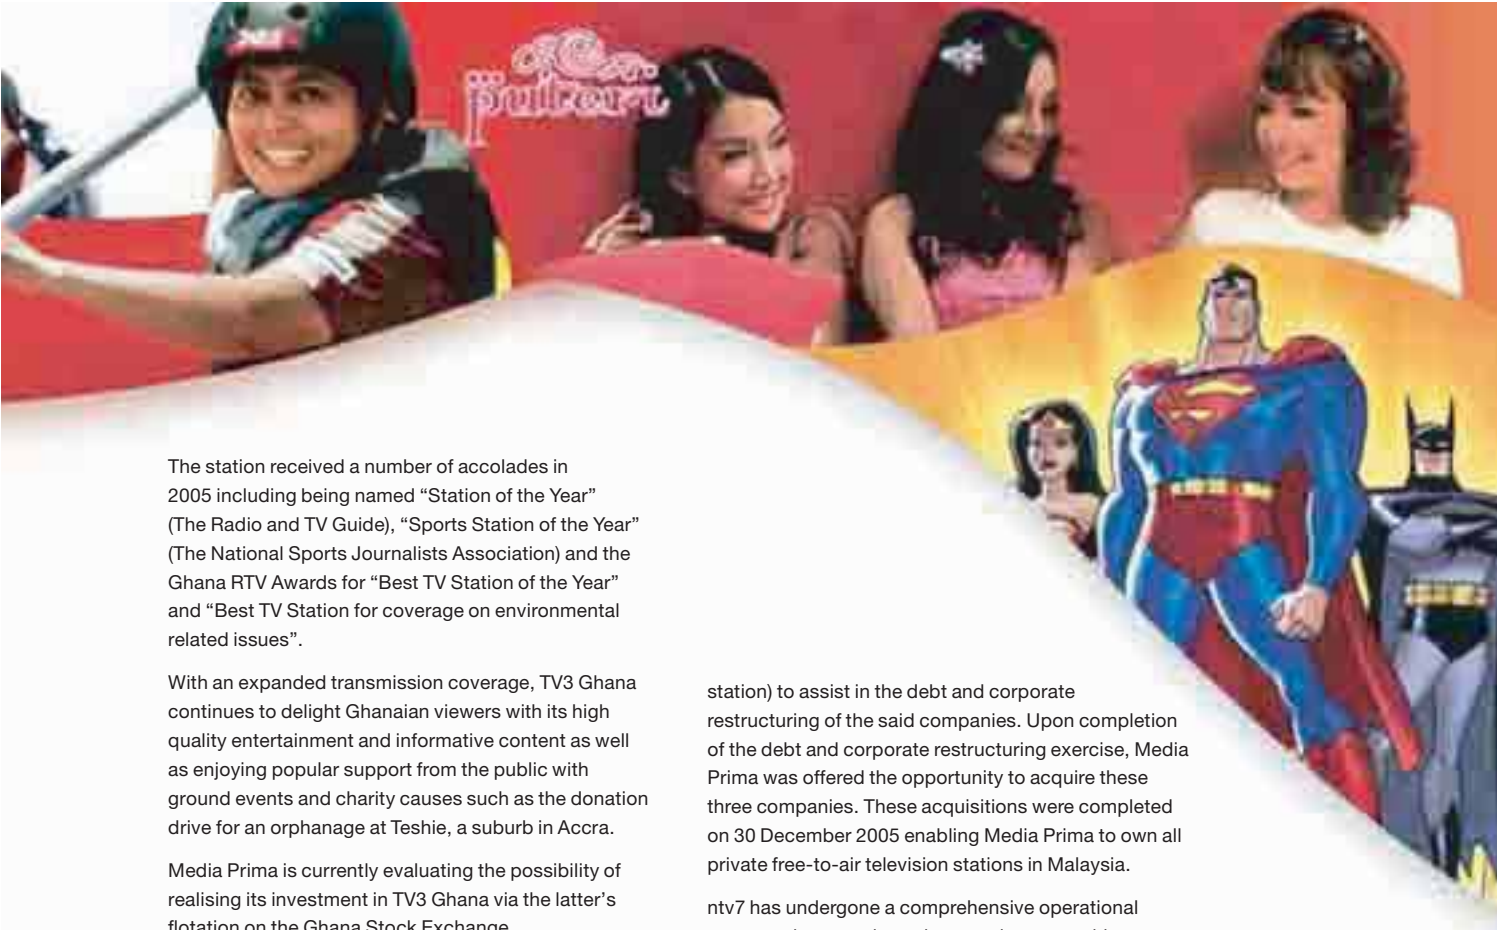 puteri
The station received a number of accolades in
2005 including being named “Station of the Year”
(The Radio and TV Guide), “Sports Station of the Year”
(The National Sports Journalists Association) and the
Ghana RTV Awards for “Best TV Station of the Year”
and “Best TV Station for coverage on environmental
related issues”.
With an expanded transmission coverage, TV3 Ghana
continues to delight Ghanaian viewers with its high
quality entertainment and informative content as well
as enjoying popular support from the public with
ground events and charity causes such as the donation
drive for an orphanage at Teshie, a suburb in Accra.
Media Prima is currently evaluating the possibility of
realising its investment in TV3 Ghana via the latter’s
flotation on the Ghana Stock Exchange.
station) to assist in the debt and corporate
restructuring of the said companies. Upon completion
of the debt and corporate restructuring exercise, Media
Prima was offered the opportunity to acquire these
three companies. These acquisitions were completed
on 30 December 2005 enabling Media Prima to own all
private free-to-air television stations in Malaysia.
ntv7 has undergone a comprehensive operational